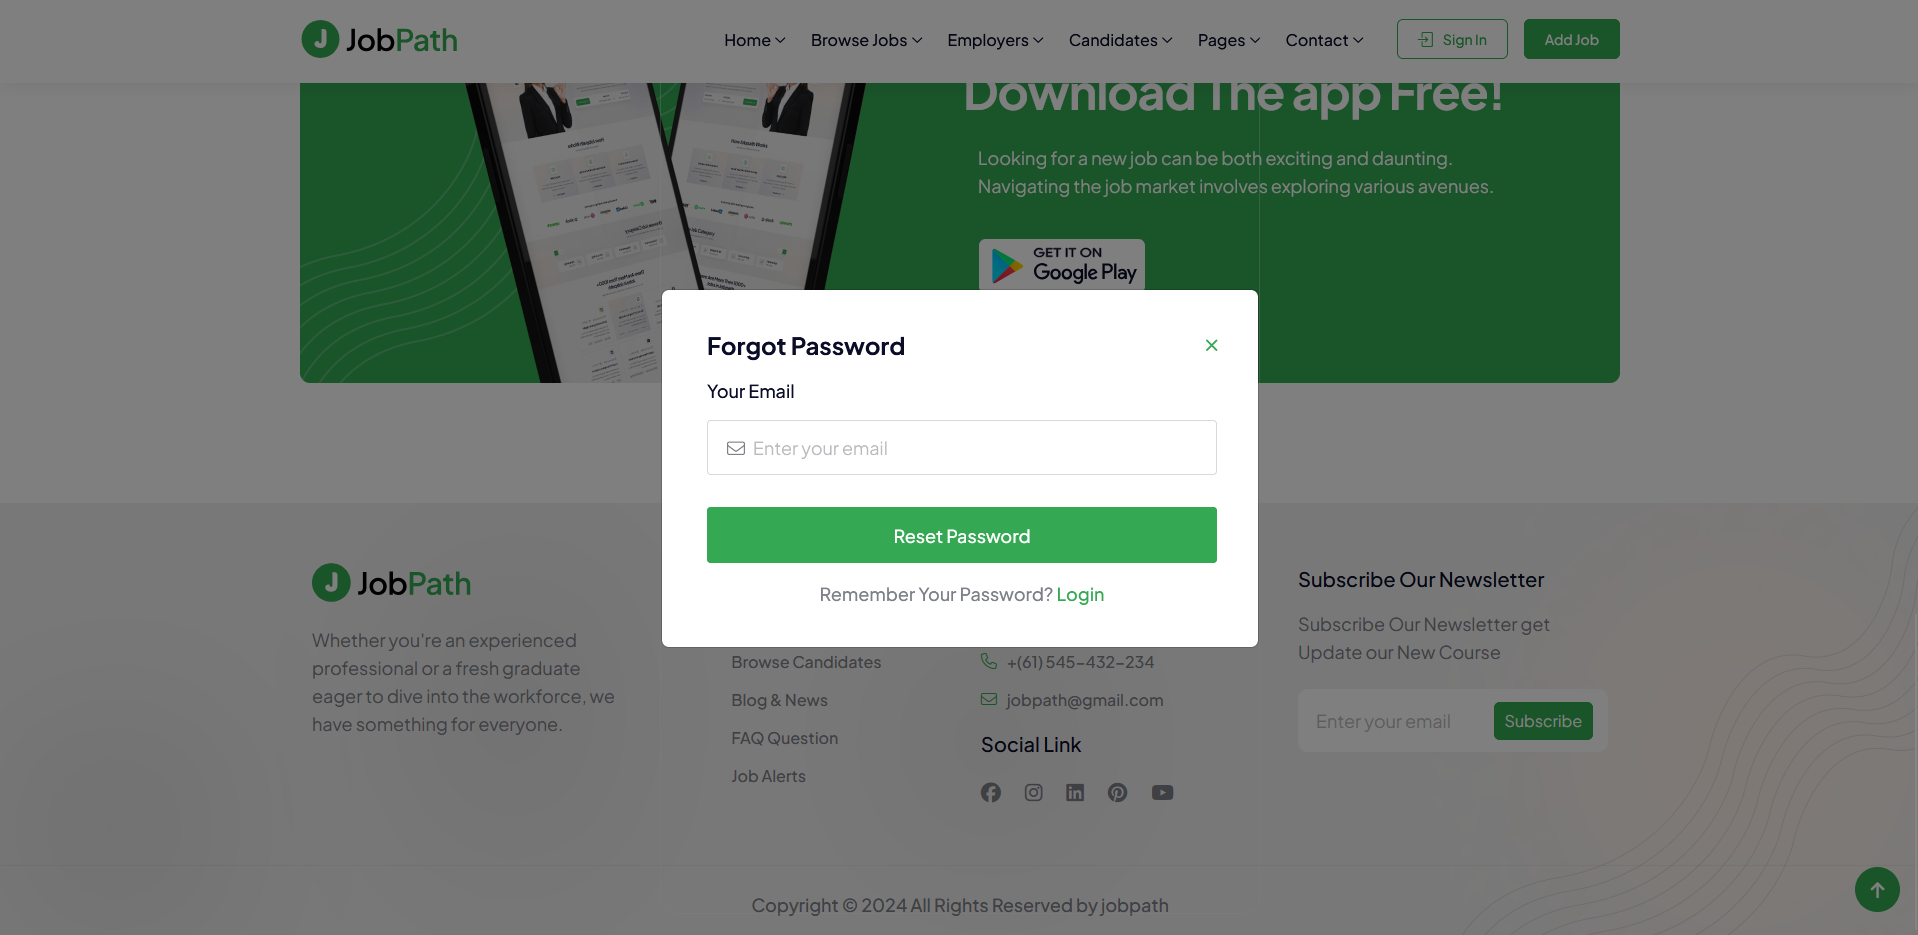 JobPath
Home
Browse Jobs
Employers
Candidates
Pages
Contact
Sign In
Add Job
Download The app Free!
Looking for a new job can be both exciting and daunting.
Navigating the job market involves exploring various avenues.
GET IT ON
Google Play
Forgot Password
Your Email
Enter your email
Reset Password
Remember Your Password? Login
JobPath
Whether you're an experienced
professional or a fresh graduate
eager to dive into the workforce, we
have something for everyone.
Browse Candidates
Blog & News
FAQ Question
Job Alerts
+(61) 545-432-234
jobpath@gmail.com
Social Link
Subscribe Our Newsletter
Subscribe Our Newsletter get
Update our New Course
Enter your email
Subscribe
Copyright © 2024 All Rights Reserved by jobpath